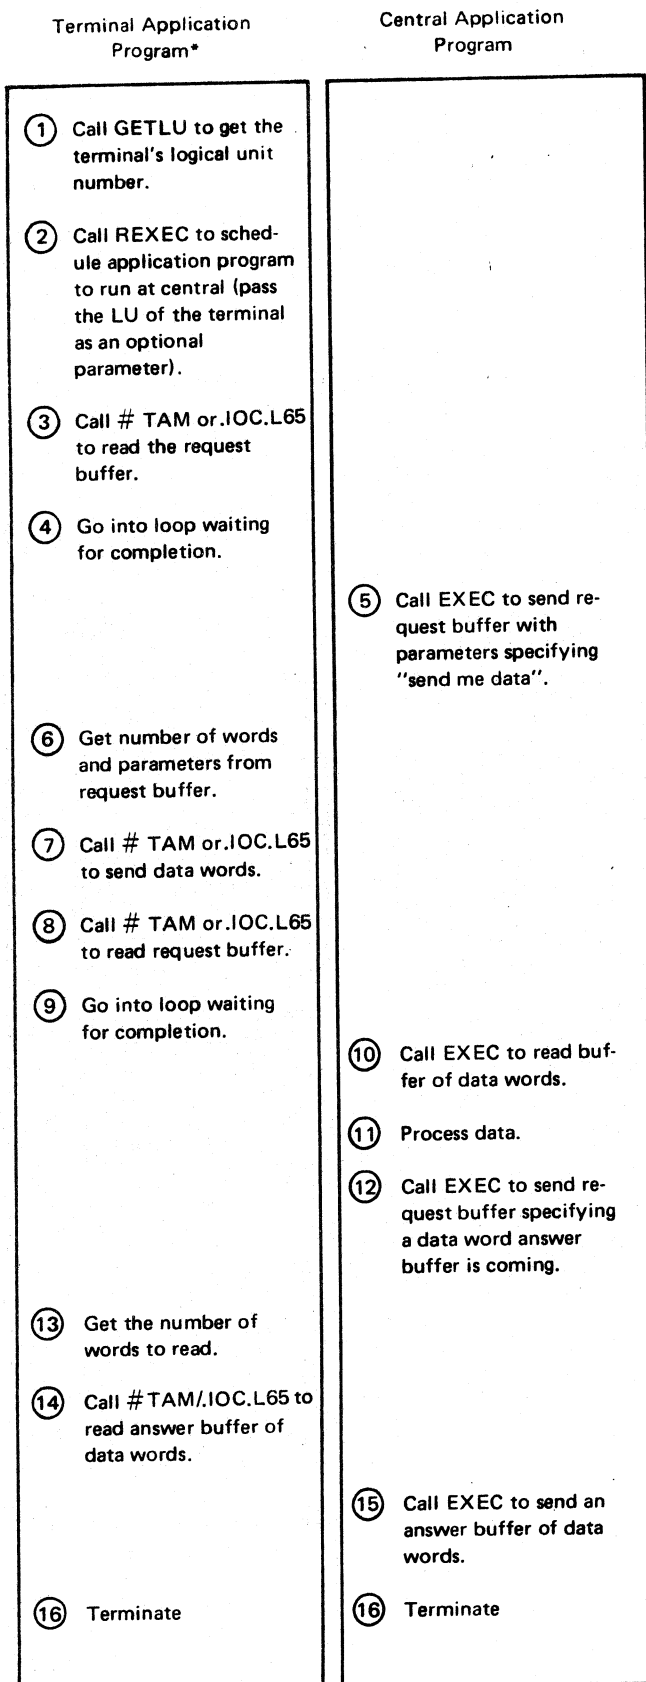 Terminal Application
Program*
Central Application
Program
1 Call GETLU to get the
terminal's logical unit
number.
2 Call REXEC to sched-
ule application program
to run at central (pass
the LU of the terminal
as an optional
parameter).
3 Call # TAM or .IOC.L65
to read the request
buffer.
4 Go into loop waiting
for completion.
5 Call EXEC to send re-
quest buffer with
parameters specifying
"send me data".
6 Get number of words
and parameters from
request buffer.
7 Call # TAM or .IOC.L65
to send data words.
8 Call # TAM or .IOC.L65
to read request buffer.
9 Go into loop waiting
for completion.
10 Call EXEC to read buf-
fer of data words.
11 Process data.
12 Call EXEC to send re-
quest buffer specifying
a data word answer
buffer is coming.
13 Get the number of
words to read.
14 Call #TAM/.IOC.L65 to
read answer buffer of
data words.
15 Call EXEC to send an
answer buffer of data
words.
16 Terminate
16 Terminate